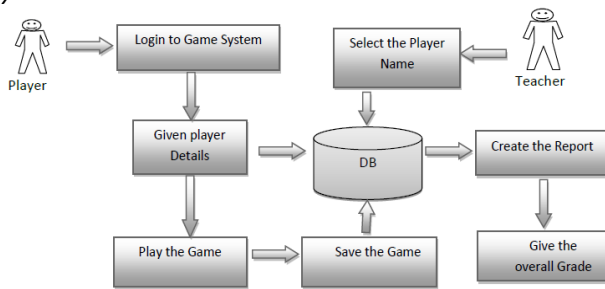 )
Player
Login to Game System
Select the Player
Name
Teacher
Given player
Details
DB
Create the Report
Play the Game
Save the Game
Give the
overall Grade